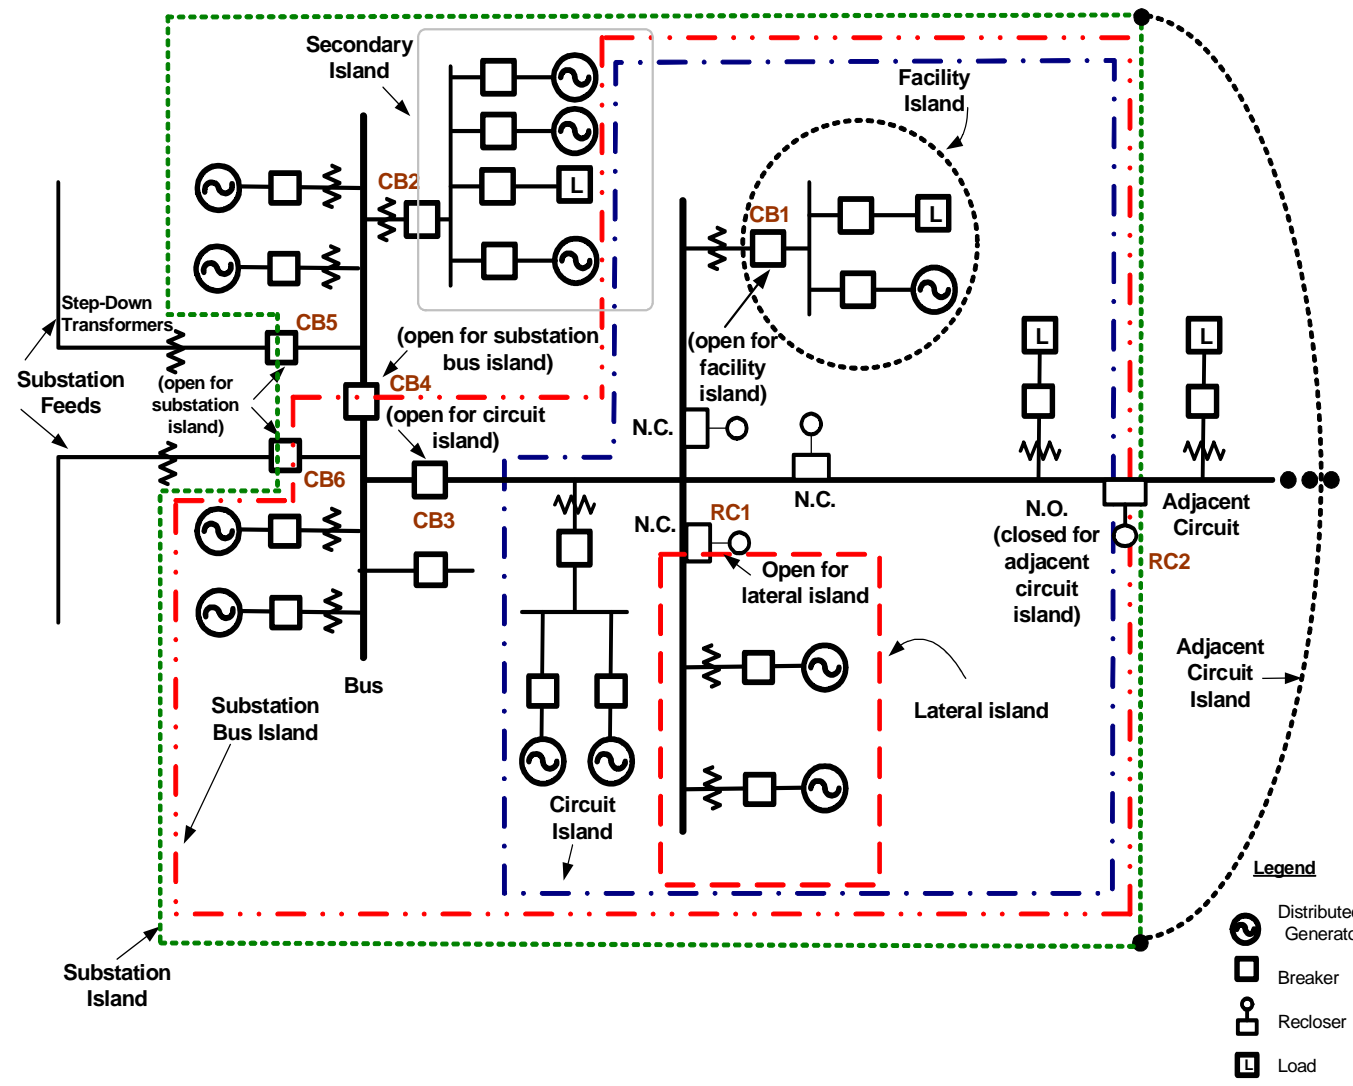 Secondary
Island
Facility
Island
CB2
CB1
L
L
Step-Down
Transformers
CB5
(open for substation
bus island)
(open for
facility
island)
L
L
Substation
Feeds
(open for
substation
island)
CB4
(open for circuit
island)
N.C.
CB6
N.C.
N.O.
(closed for
adjacent
circuit
island)
Adjacent
Circuit
CB3
N.C.
RC1
RC2
Open for
lateral island
Adjacent
Circuit
Island
Bus
Substation
Bus Island
Lateral island
Circuit
Island
Substation
Island
Legend
Distribute
Generato
Breaker
Recloser
L
Load